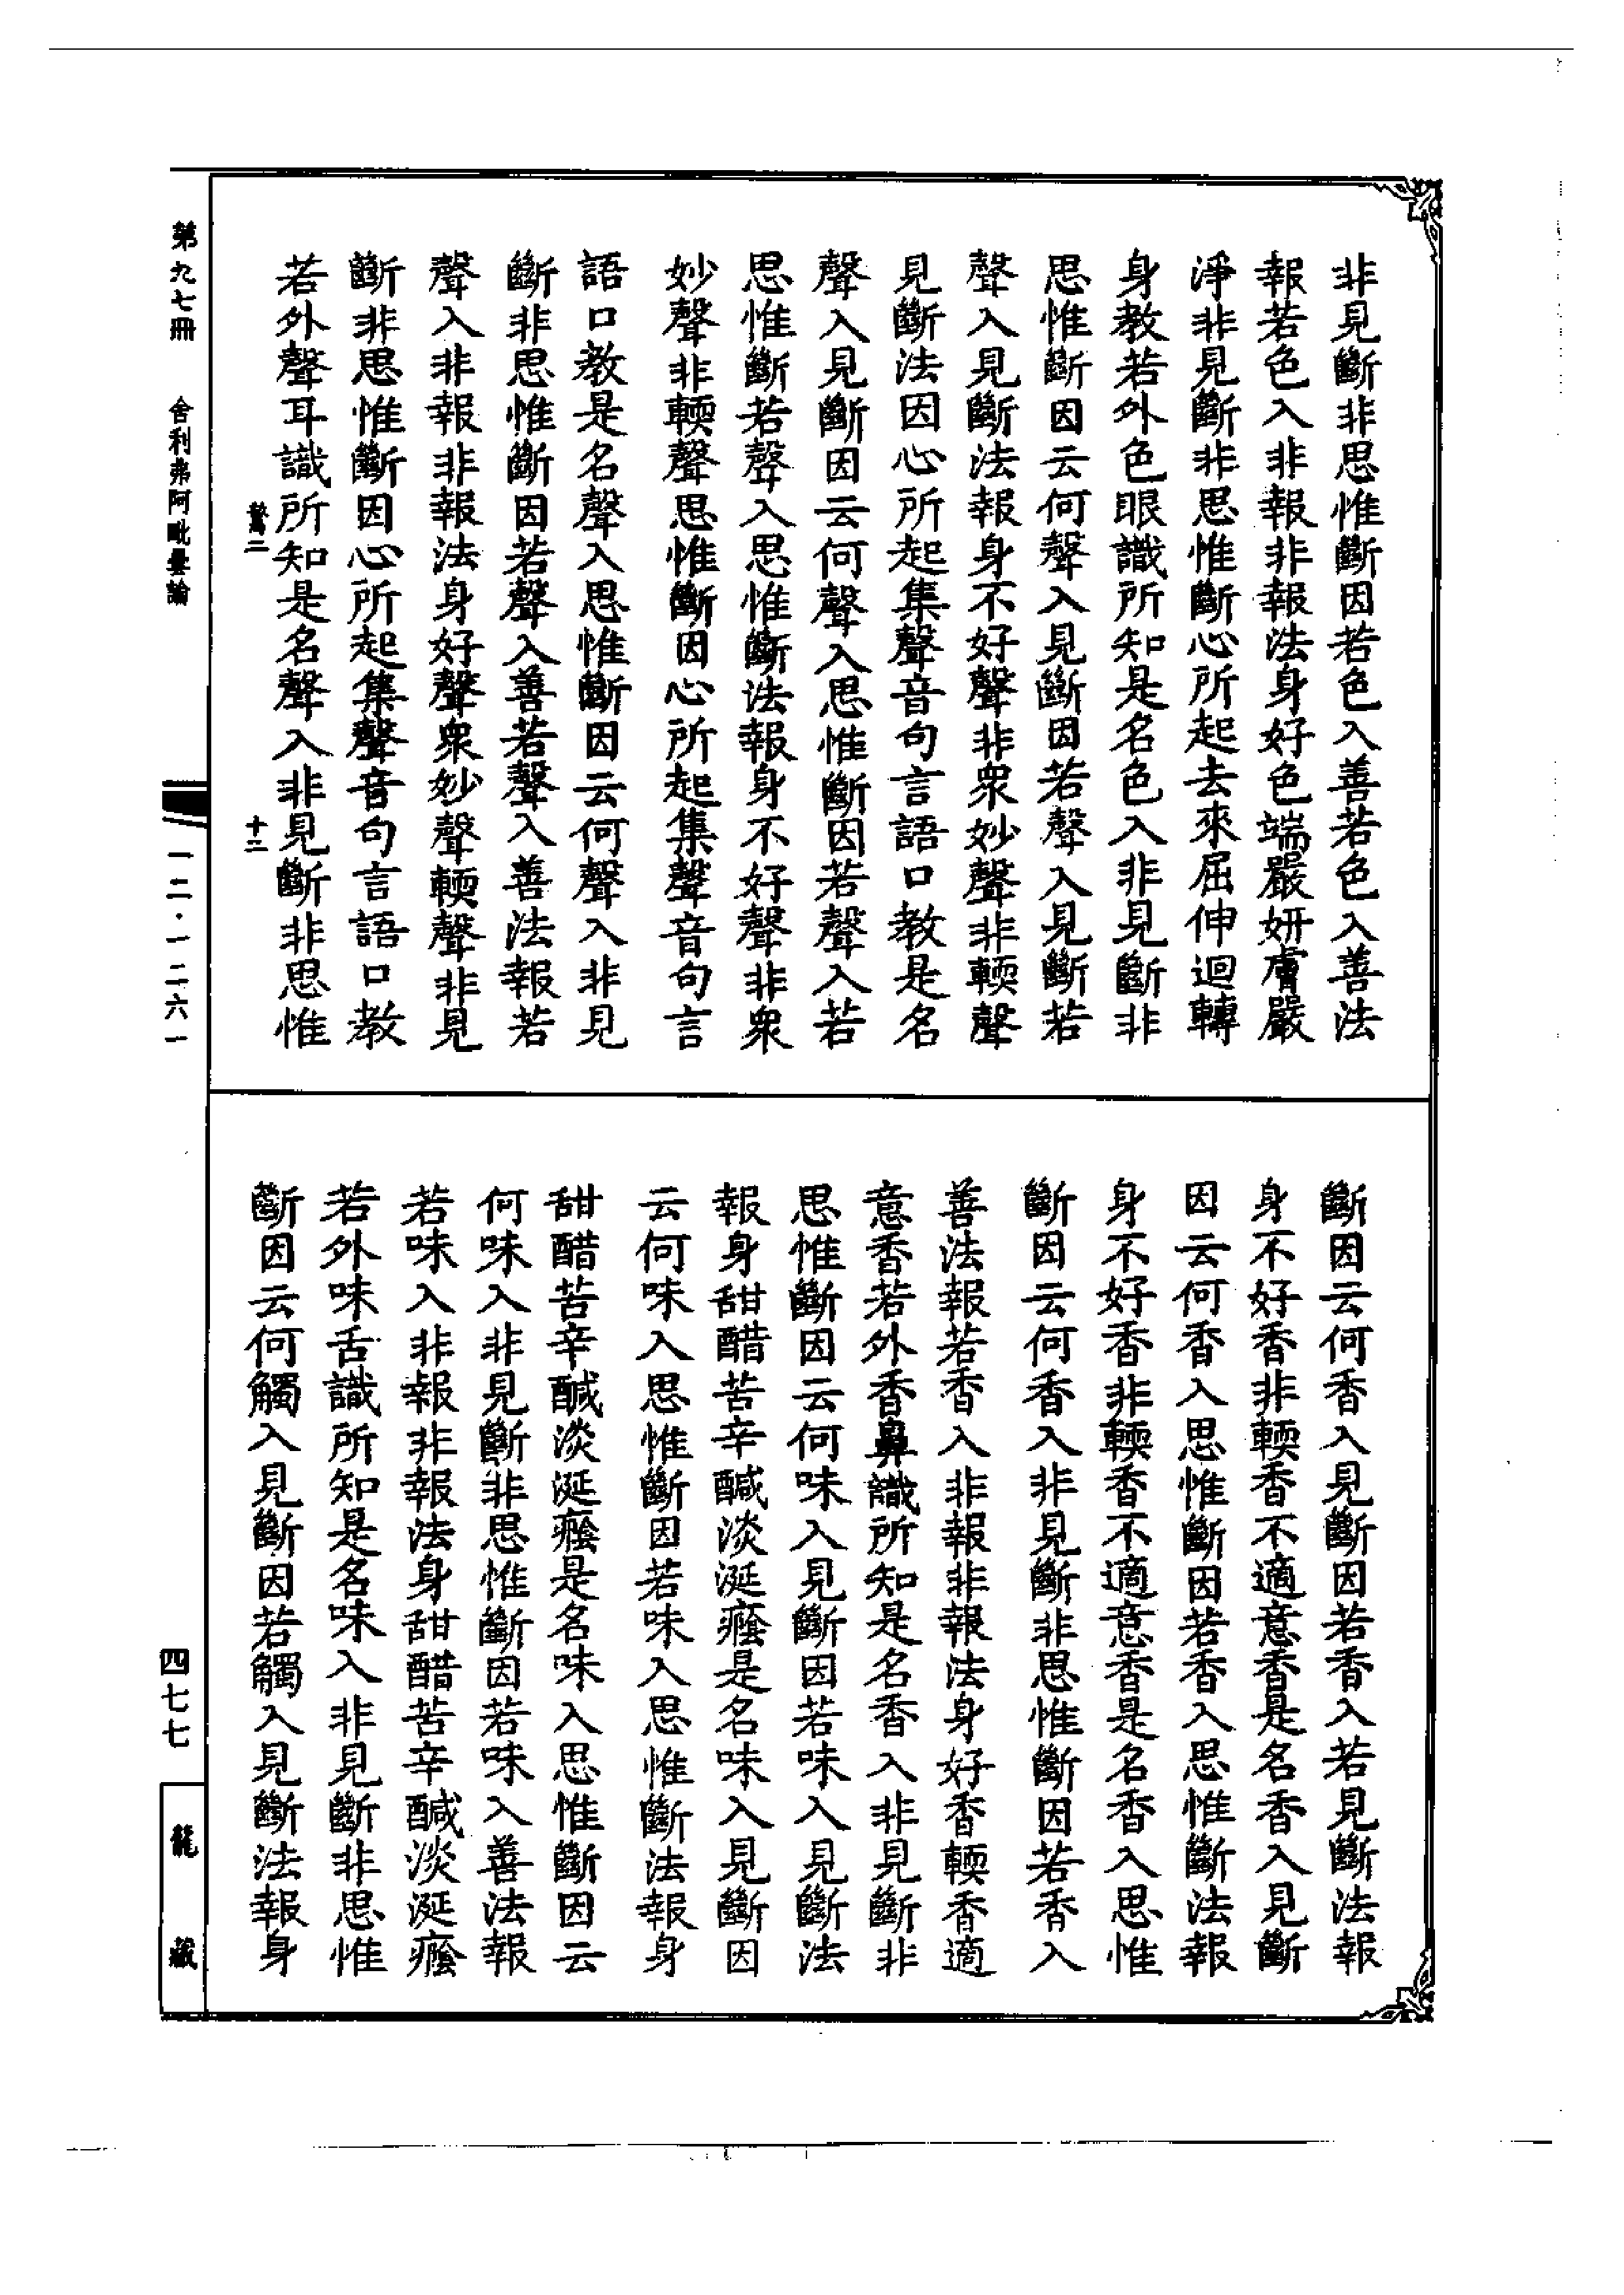 非見斷非思惟斷因若色入善若色入善法
報若色入非報非報法身好色端嚴妍膚嚴
淨非見斷非思惟斷心所起去來屈伸迴轉
身教若外色眼識所知是名色入非見斷非
思惟斷因云何聲入見斷因若聲入見斷若
聲入見斷法報身不好聲非衆妙聲非輭聲
見斷法因心所起集聲音句言語口教是名
聲入見斷因云何聲入思惟斷因若聲入若
思惟斷若聲入思惟斷法報身不好聲非衆
妙聲非輭聲思惟斷因心所起集聲音句言
語口教是名聲入思惟斷因云何聲入非見
斷非思惟斷因若聲入善若聲入善法報若
聲入非報非報法身好聲衆妙聲輭聲非見
斷非思惟斷因心所起集聲音句言語口教
若外聲耳識所知是名聲入非見斷非思惟
斷因云何香入見斷因若香入若見斷法報
身不好香非輭香不適意香是名香入見斷
因云何香入思惟斷因若香入思惟斷法報
身不好香非輭香不適意香是名香入思惟
斷因云何香入非見斷非思惟斷因若香入
善法報若香入非報非報法身好香輭香適
意香若外香鼻識所知是名香入非見斷非
思惟斷因云何味入見斷因若味入見斷法
報身甜醋苦辛醎淡涎癊是名味入見斷因
云何味入思惟斷因若味入思惟斷法報身
甜醋苦辛醎淡涎癊是名味入思惟斷因云
何味入非見斷非思惟斷因若味入善法報
若味入非報非報法身甜醋苦辛醎淡涎癊
若外味舌識所知是名味入非見斷非思惟
斷因云何觸入見斷因若觸入見斷法報身
第九七冊 舍利弗阿毗曇論
驚二 十二
一二·一二六一
四七七
龍藏